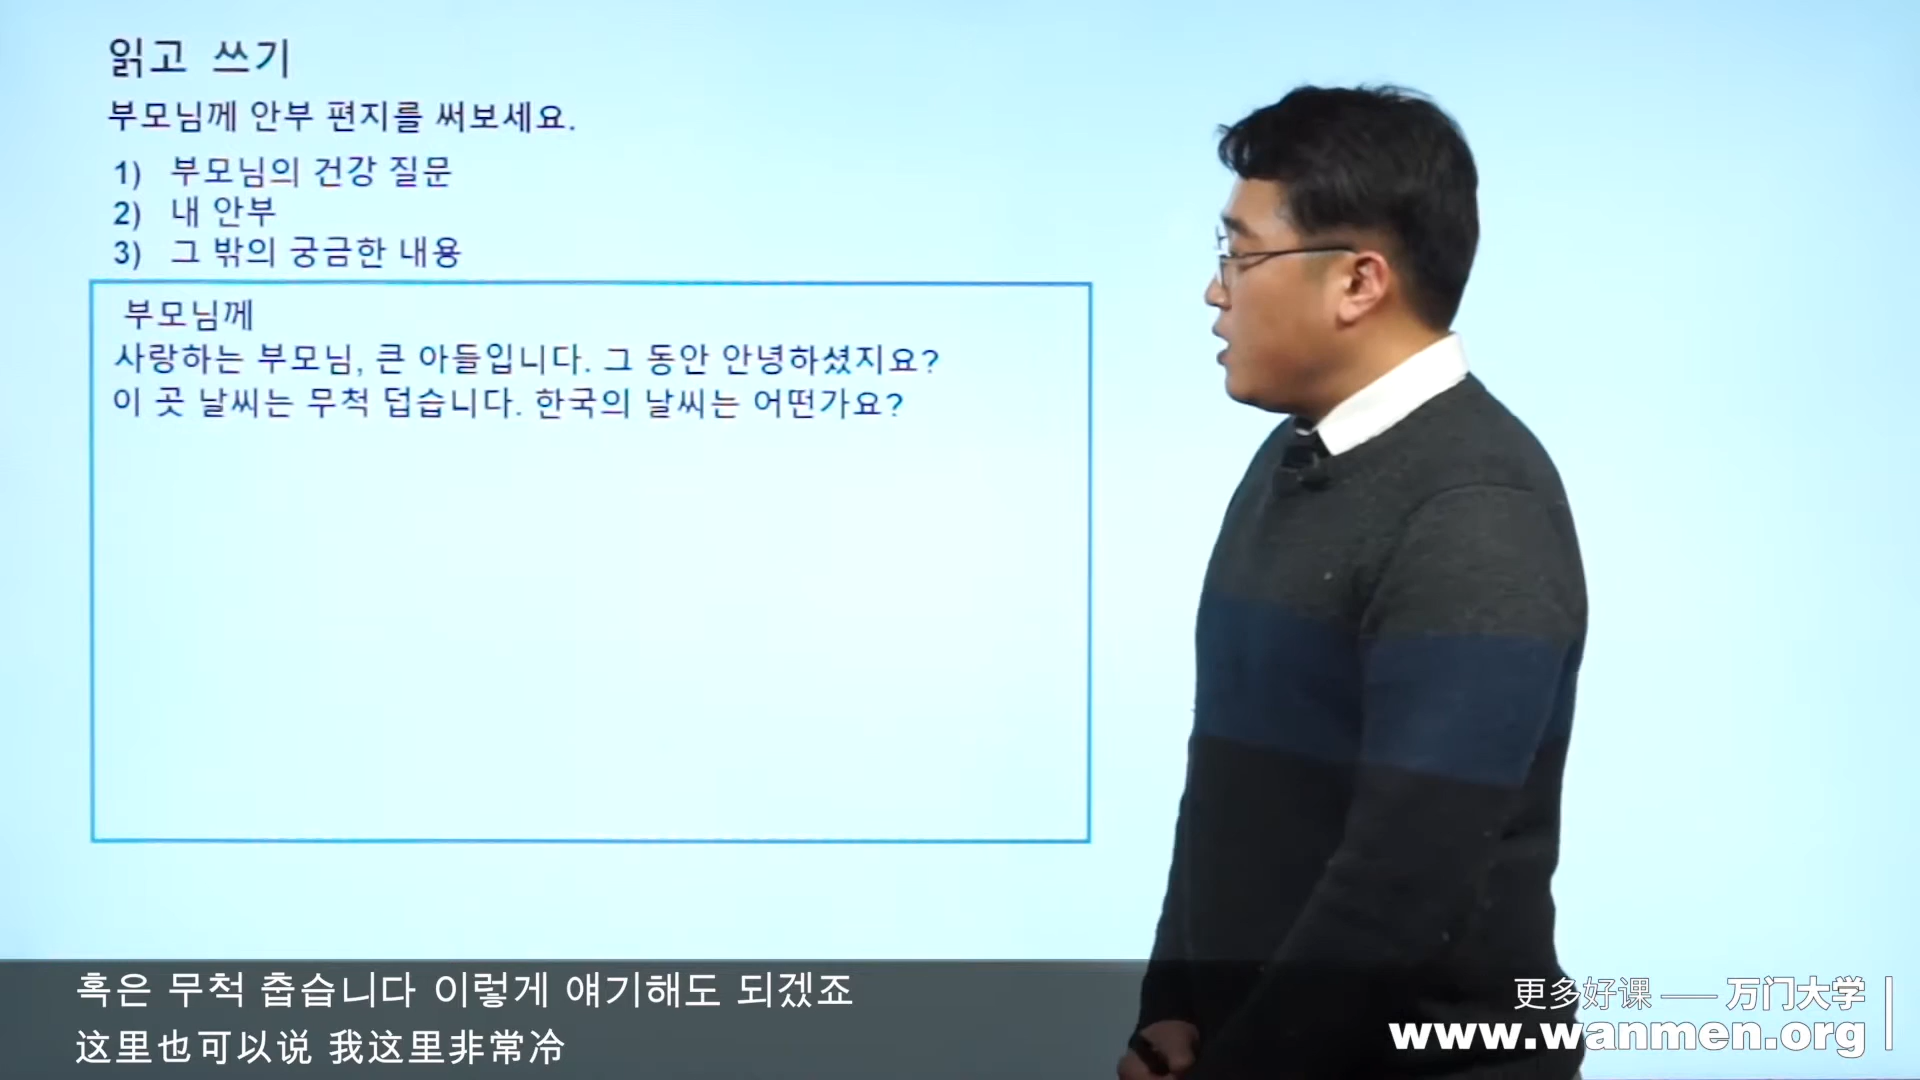 읽고 쓰기
부모님께 안부 편지를 써보세요.
1) 부모님의 건강 질문
2) 내 안부
3) 그 밖의 궁금한 내용
부모님께
사랑하는 부모님, 큰 아들입니다. 그 동안 안녕하셨지요?
이 곳 날씨는 무척 덥습니다. 한국의 날씨는 어떤가요?
혹은 무척 춥습니다 이렇게 얘기해도 되겠죠
这里也可以说 我这里非常冷
更多好课 —— 万门大学
www.wanmen.org